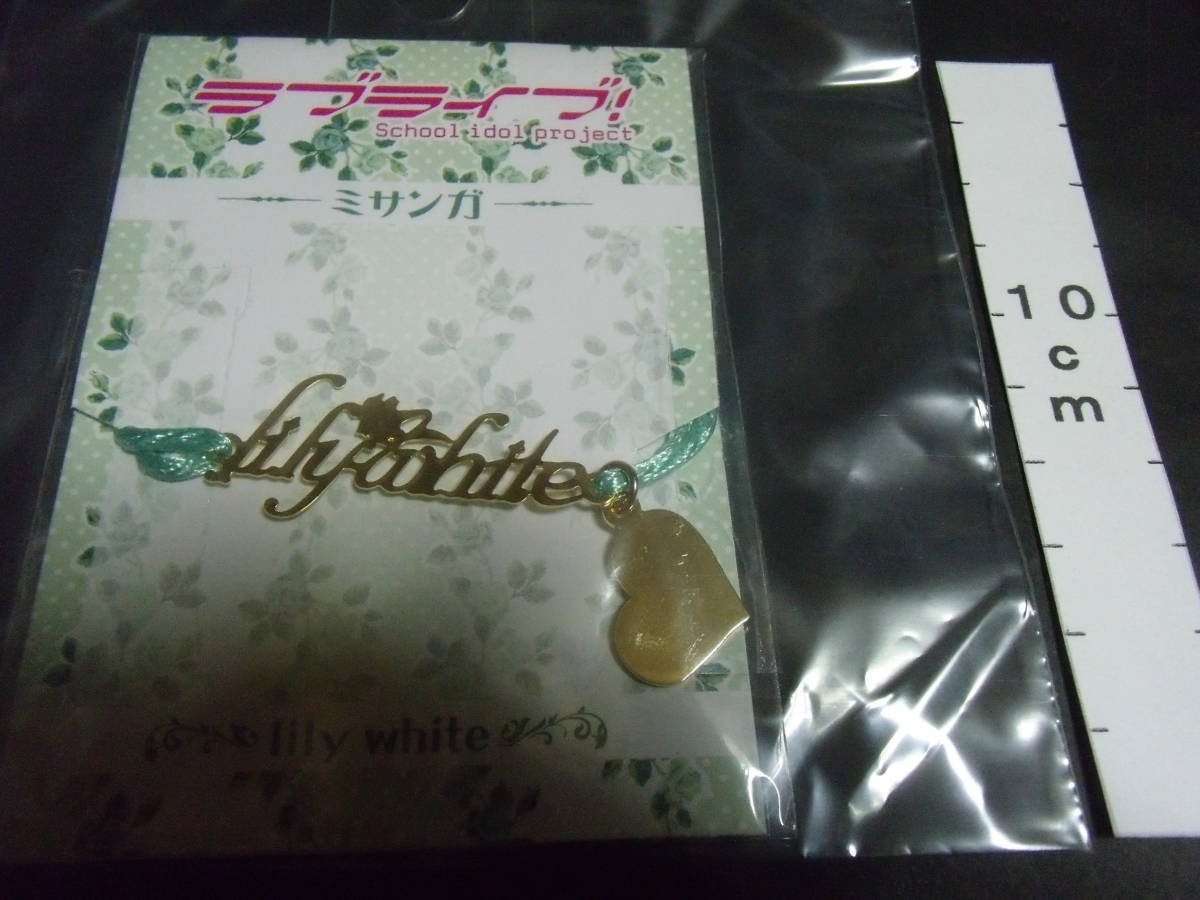 ラブライブ!
School idol project
ミサンガ
lily white
lily white
10
c
m